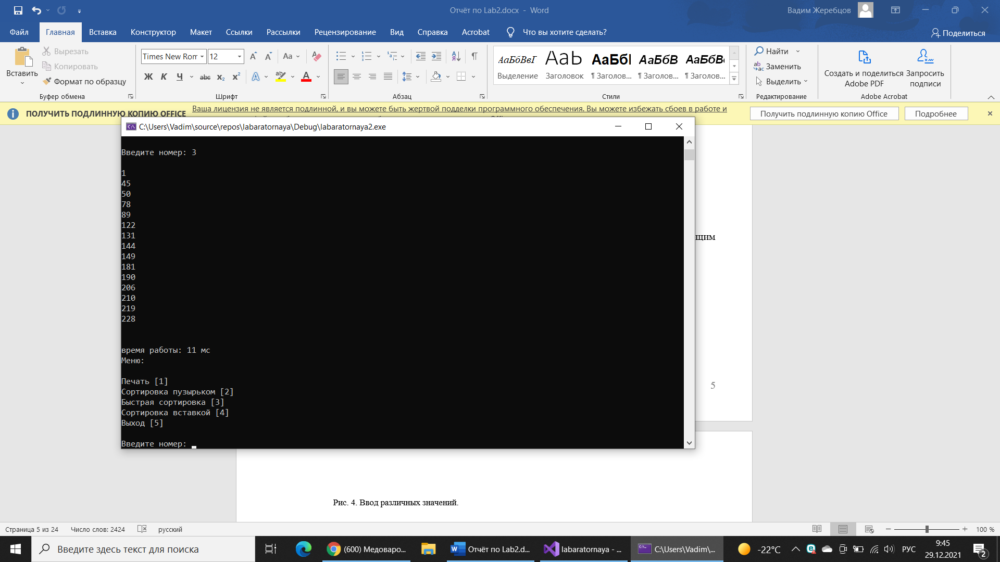 Отчёт по Lab2.docx - Word
Вадим Жеребцов
Файл Главная Вставка Конструктор Макет Ссылки Рассылки Рецензирование Вид Справка Acrobat Что вы хотите сделать? Поделиться
Вставить
Вырезать
Копировать
Формат по образцу
Буфер обмена
Times New Ron 12 Aa
Ж К Ч abc x₂ x² A ab A
Шрифт
Абзац
АаБбВвГ АаЬ АаБбІ АаБбВ АаБбВ
Выделение Заголовок ¶ Заголов... ¶ Заголов... ¶ Заголов...
Стили
Найти
Заменить
Выделить
Редактирование
Создать и поделиться Adobe PDF
Запросить подписи
Adobe Acrobat
ПОЛУЧИТЬ ПОДЛИННУЮ КОПИЮ OFFICE
Ваша лицензия не является подлинной, и вы можете быть жертвой подделки программного обеспечения. Вы можете избежать сбоев в работе и
Получить подлинную копию Office
Подробнее
C:\Users\Vadim\source\repos\labaratornaya\Debug\labaratornaya2.exe
Введите номер: 3
1
45
50
78
89
122
131
144
149
181
190
206
210
219
228
время работы: 11 мс
Меню:
Печать [1]
Сортировка пузырьком [2]
Быстрая сортировка [3]
Сортировка вставкой [4]
Выход [5]
Введите номер:
щим
5
Рис. 4. Ввод различных значений.
Страница 5 из 24 Число слов: 2424 русский 100 %
Введите здесь текст для поиска
(600) Медоваро...
Отчёт по Lab2.d...
labaratornaya - ...
C:\Users\Vadim\...
-22°C
РУС
9:45
29.12.2021
2